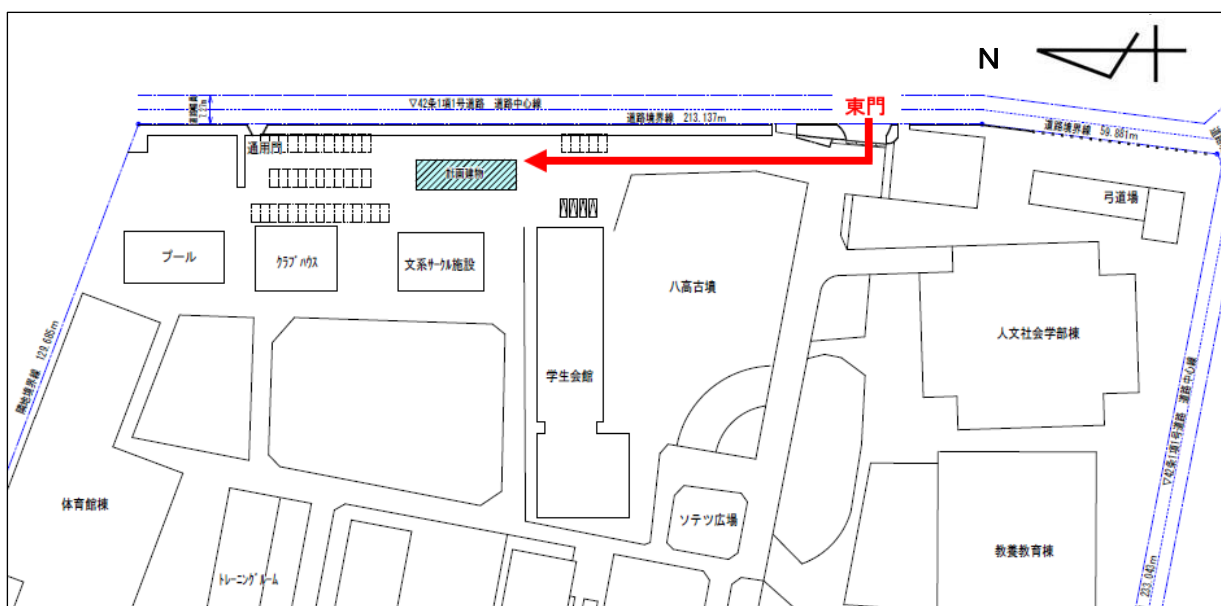 N
▽42条1項1号道路　道路中心線
道路境界線　213.137m
東門
道路境界線　59.881m
通用門
計画建物
弓道場
プール
クラブハウス
文系サークル施設
八高古墳
人文社会学部棟
学生会館
隣地境界線　129.685m
▽42条1項1号道路　道路中心線
体育館棟
ソテツ広場
教養教育棟
トレーニングルーム
233.043m